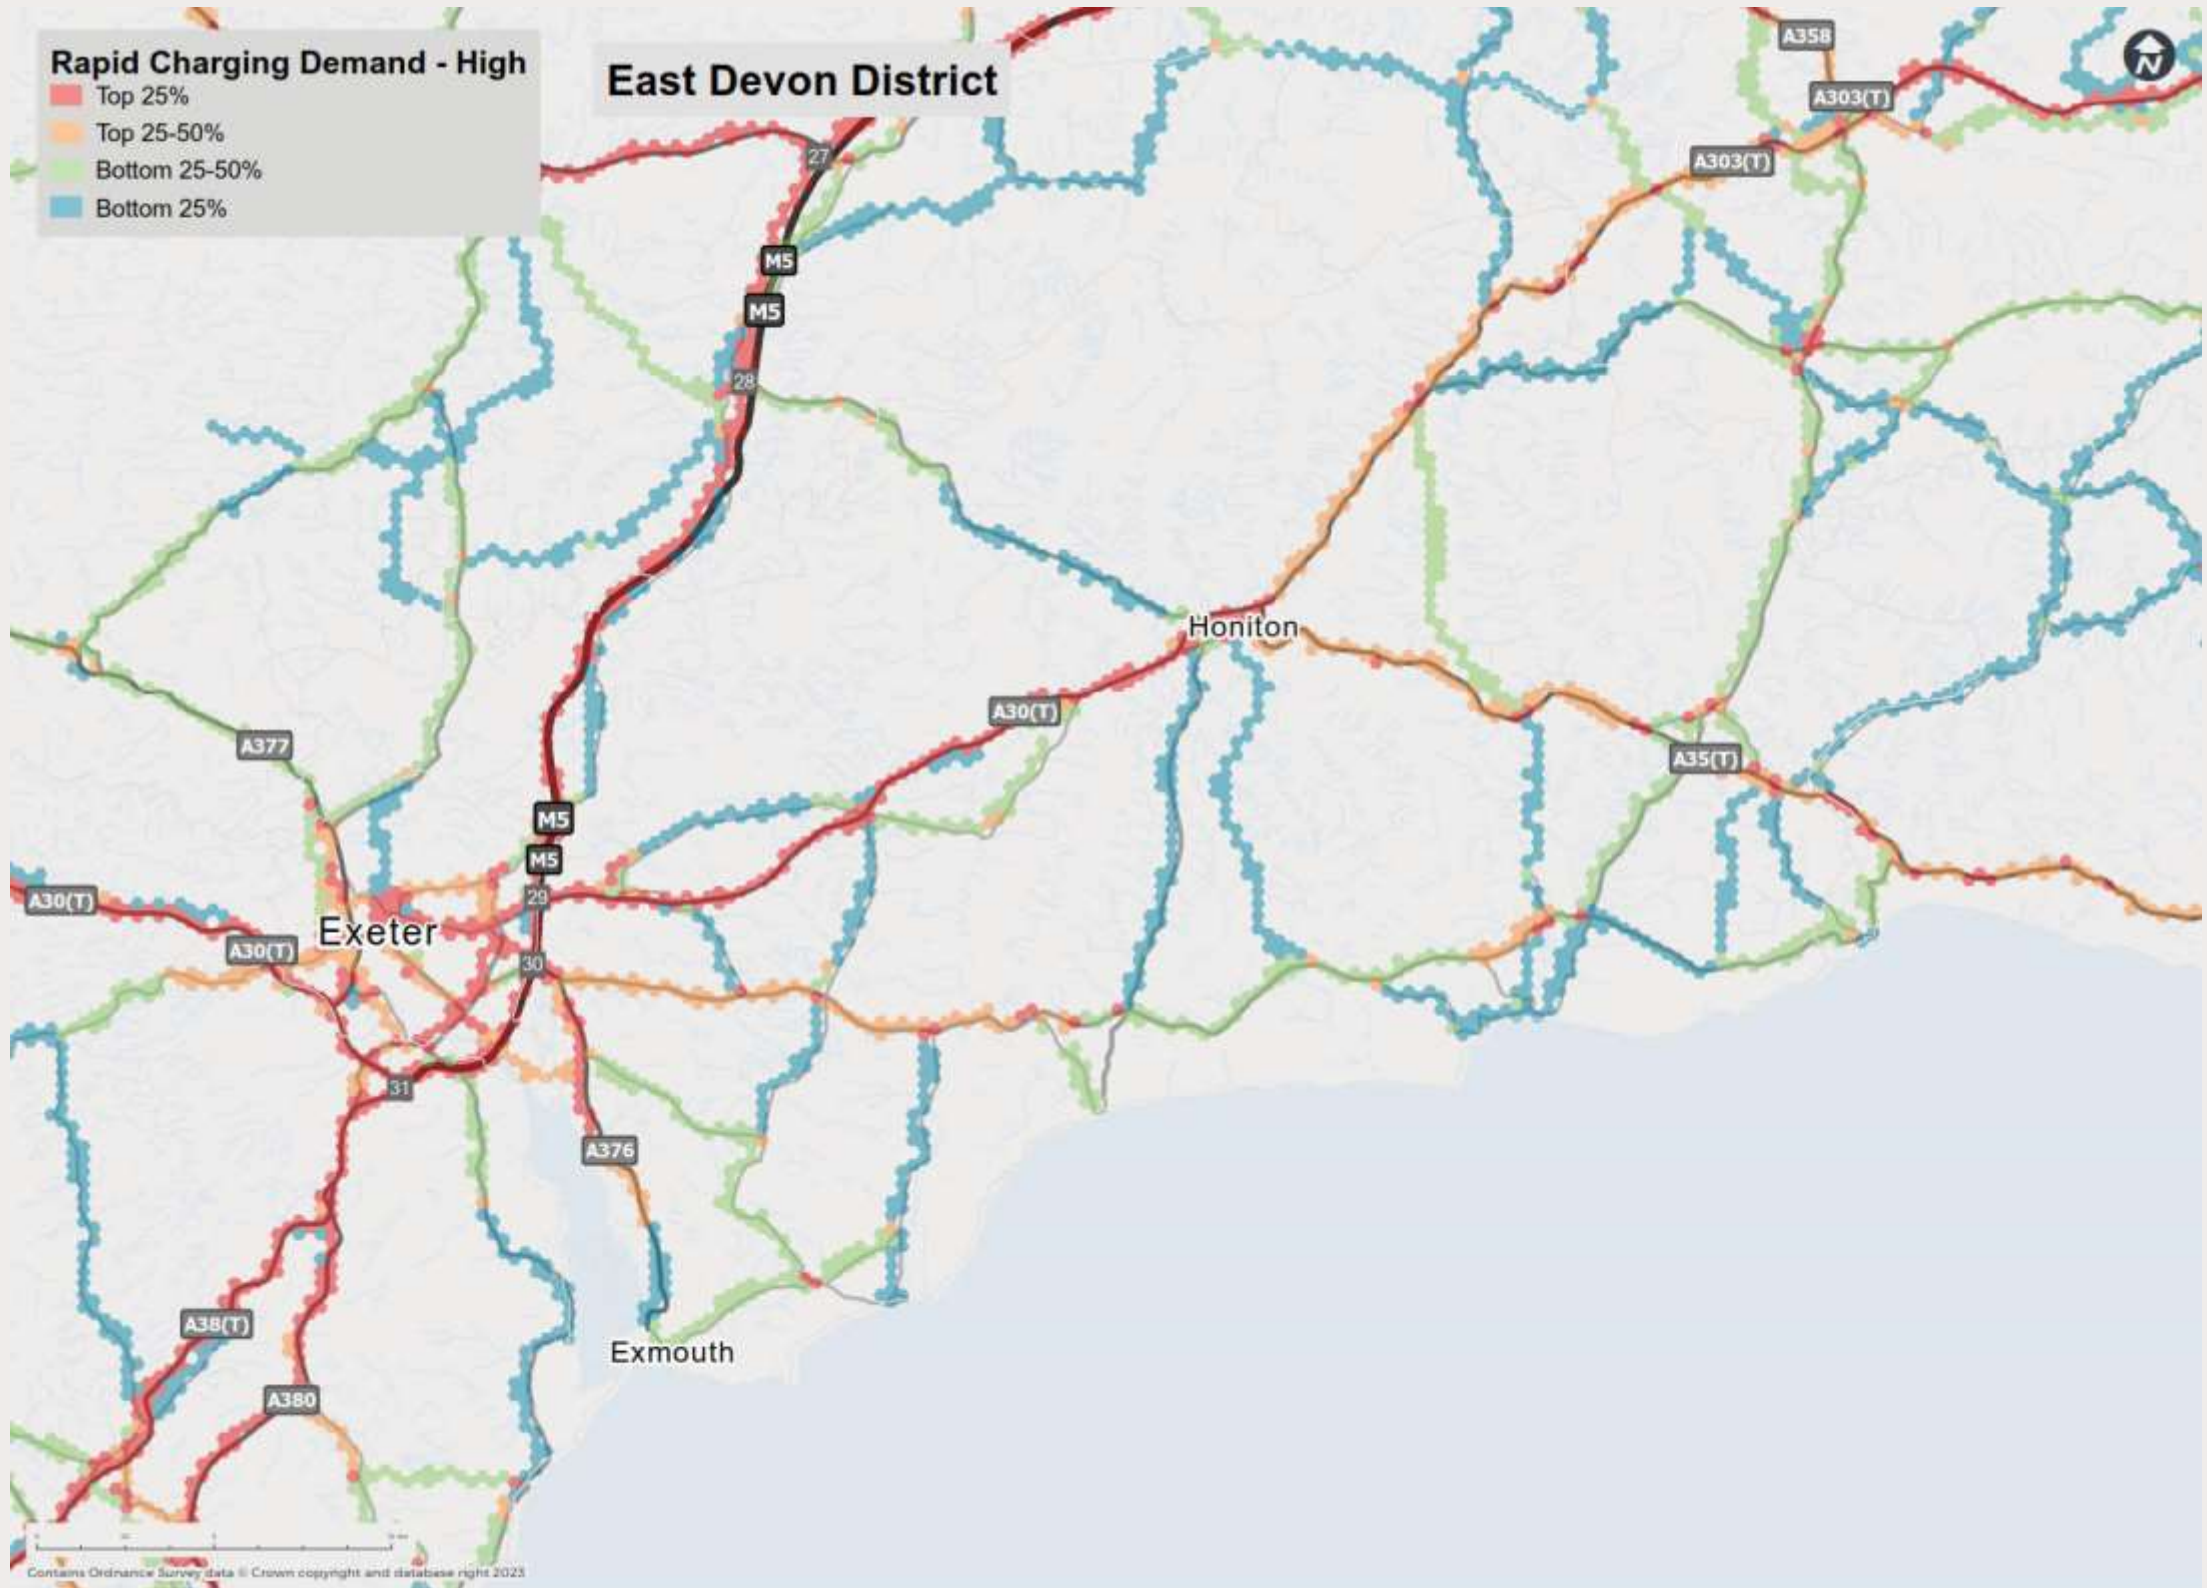 Rapid Charging Demand - High
Top 25%
Top 25-50%
Bottom 25-50%
Bottom 25%
East Devon District
N
A358
A303(T)
A303(T)
27
M5
M5
28
Honiton
A30(T)
A377
A35(T)
M5
M5
29
A30(T)
Exeter
A30(T)
30
31
A376
A38(T)
Exmouth
A380
Contains Ordnance Survey data © Crown copyright and database right 2023